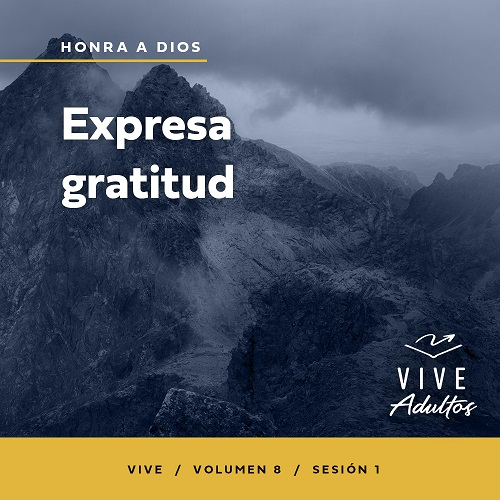 HONRA A DIOS
Expresa
gratitud
VIVE
Adultos
VIVE / VOLUMEN 8 / SESIÓN 1